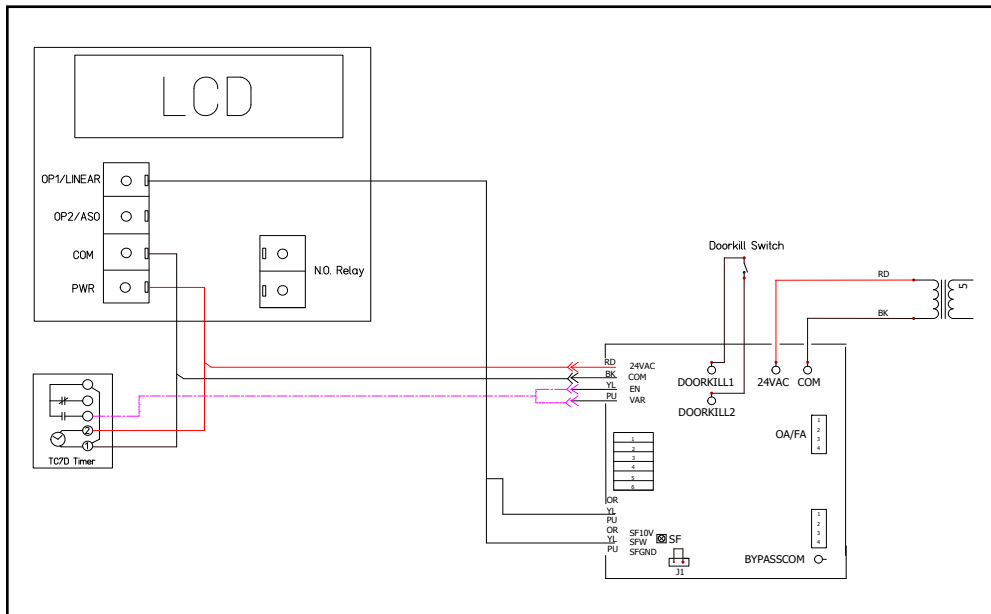 LCD
OP1/LINEAR
OP2/ASO
COM
PWR
N.O. Relay
TC7D Timer
2
1
Doorkill Switch
RD
BK
5
RD
BK
YL
PU
24VAC
COM
EN
VAR
DOORKILL1
DOORKILL2
24VAC
COM
OA/FA
1
2
3
4
1
2
3
4
5
6
OR
YL
PU
OR
YL
PU
SF10V
SFW
SFGND
SF
J1
1
2
3
4
BYPASSCOM